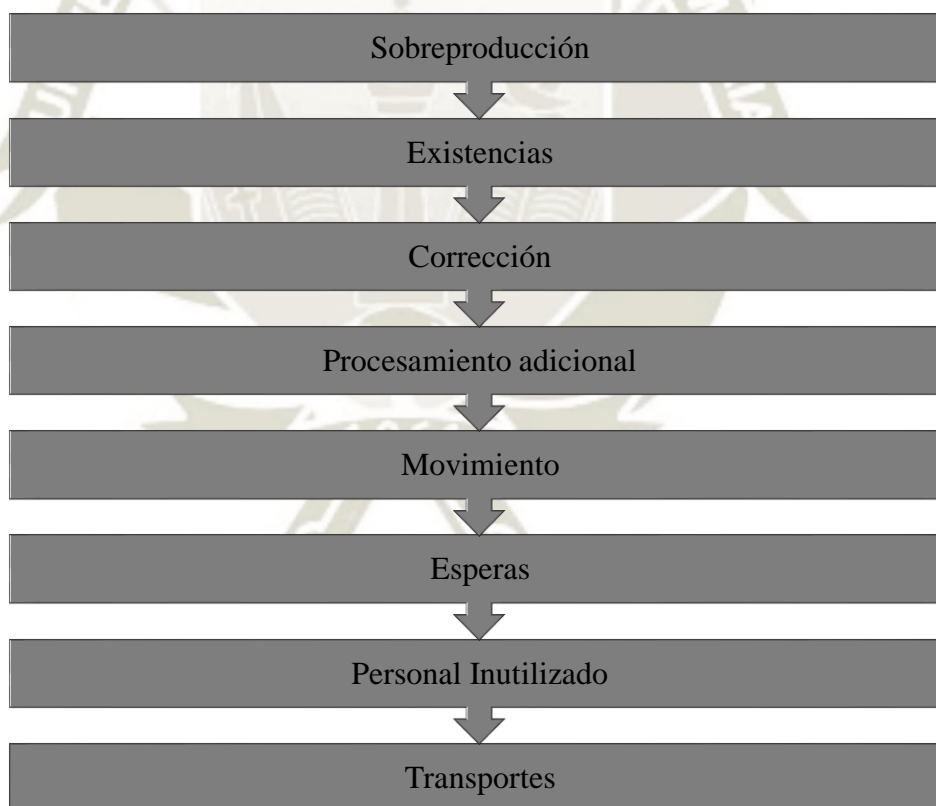 Sobreproducción
Existencias
Corrección
Procesamiento adicional
Movimiento
Esperas
Personal Inutilizado
Transportes